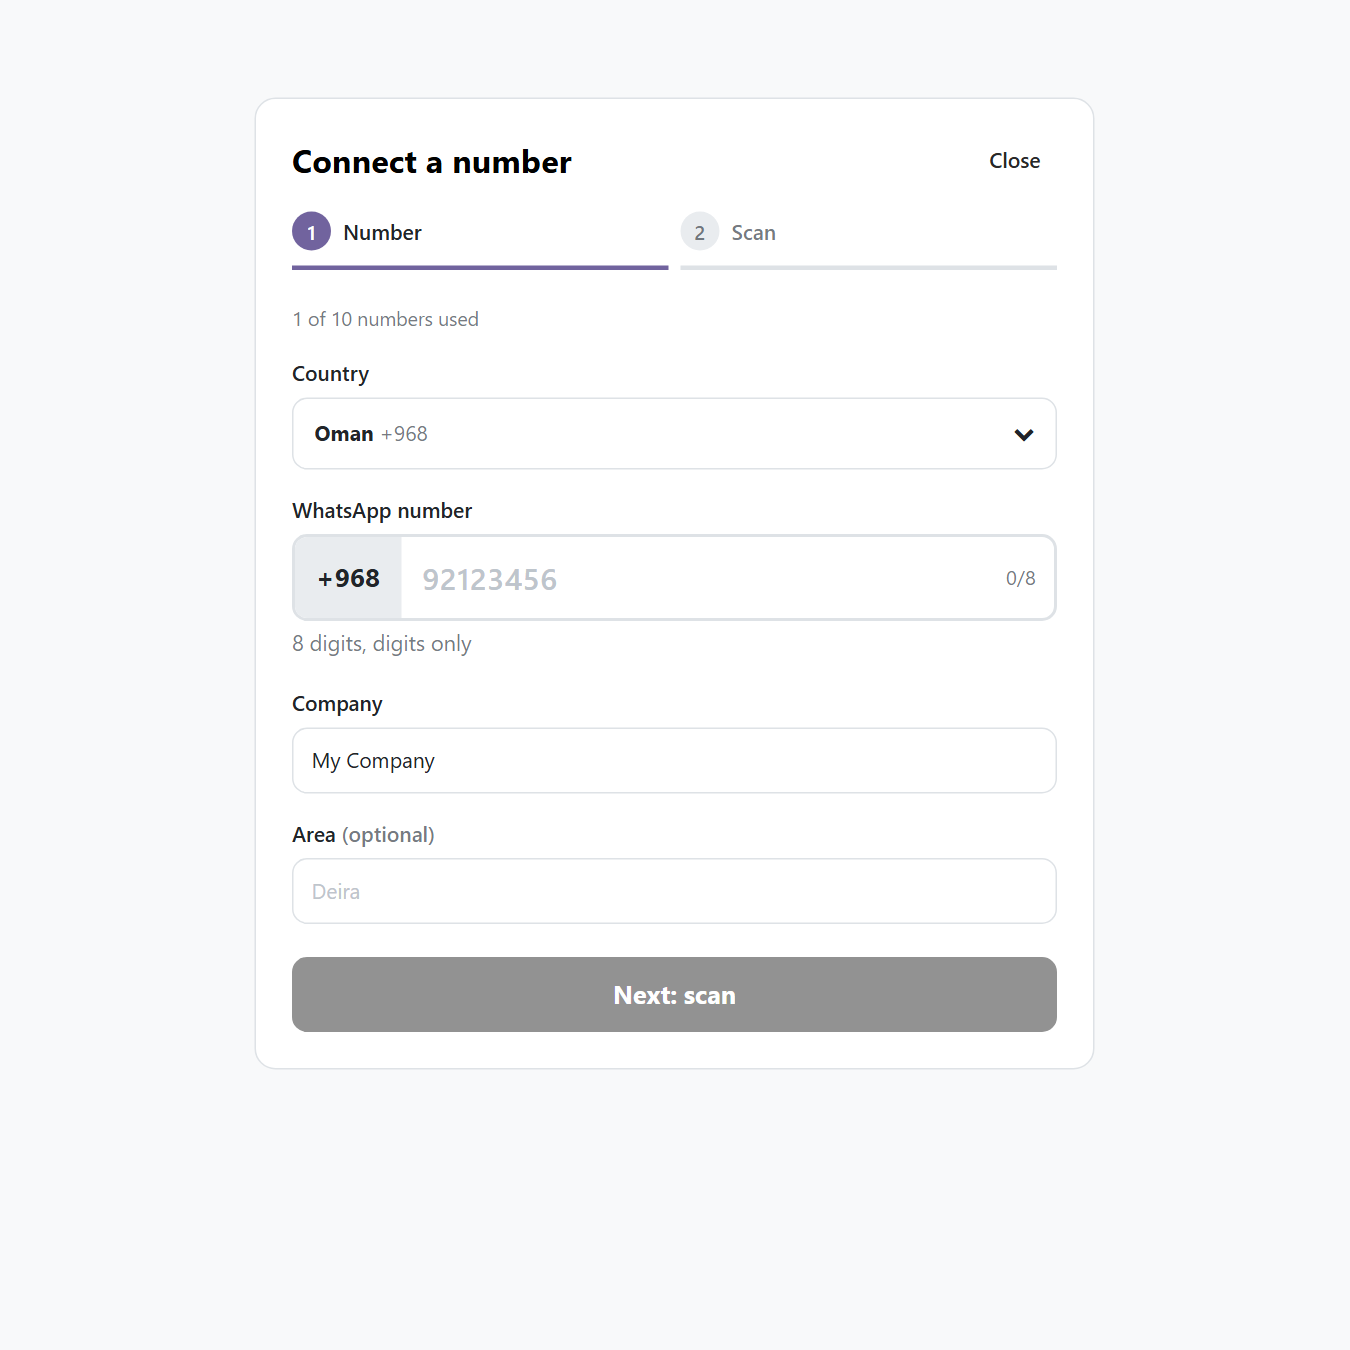 Connect a number
Close
1 Number
2 Scan
1 of 10 numbers used
Country
Oman +968
WhatsApp number
+968 92123456 0/8
8 digits, digits only
Company
My Company
Area (optional)
Deira
Next: scan